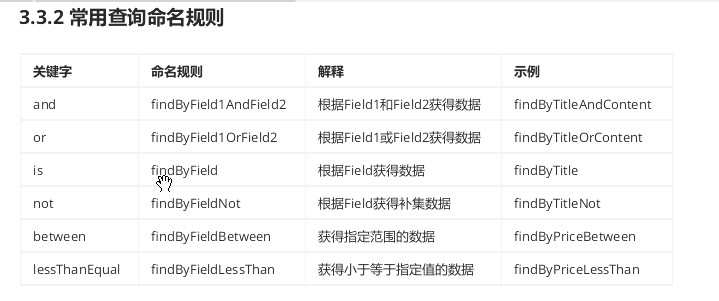 3.3.2 常用查询命名规则
关键字 命名规则 解释 示例
and findByField1AndField2 根据Field1和Field2获得数据 findByTitleAndContent
or findByField1OrField2 根据Field1或Field2获得数据 findByTitleOrContent
is findByField 根据Field获得数据 findByTitle
not findByFieldNot 根据Field获得补集数据 findByTitleNot
between findByFieldBetween 获得指定范围的数据 findByPriceBetween
lessThanEqual findByFieldLessThan 获得小于等于指定值的数据 findByPriceLessThan